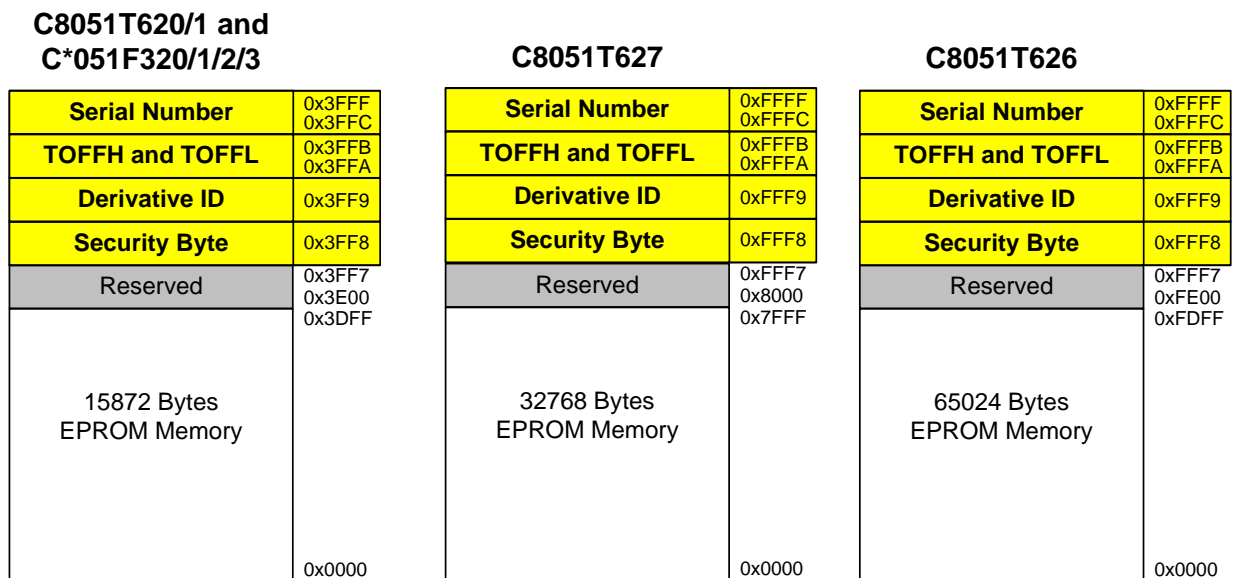 C8051T620/1 and
C*051F320/1/2/3
Serial Number
0x3FFF
0x3FFC
TOFFH and TOFFL
0x3FFB
0x3FFA
Derivative ID
0x3FF9
Security Byte
0x3FF8
Reserved
0x3FF7
0x3E00
0x3DFF
15872 Bytes
EPROM Memory
0x0000
C8051T627
Serial Number
0xFFFF
0xFFFC
TOFFH and TOFFL
0xFFFB
0xFFFA
Derivative ID
0xFFF9
Security Byte
0xFFF8
Reserved
0xFFF7
0x8000
0x7FFF
32768 Bytes
EPROM Memory
0x0000
C8051T626
Serial Number
0xFFFF
0xFFFC
TOFFH and TOFFL
0xFFFB
0xFFFA
Derivative ID
0xFFF9
Security Byte
0xFFF8
Reserved
0xFFF7
0xFE00
0xFDFF
65024 Bytes
EPROM Memory
0x0000